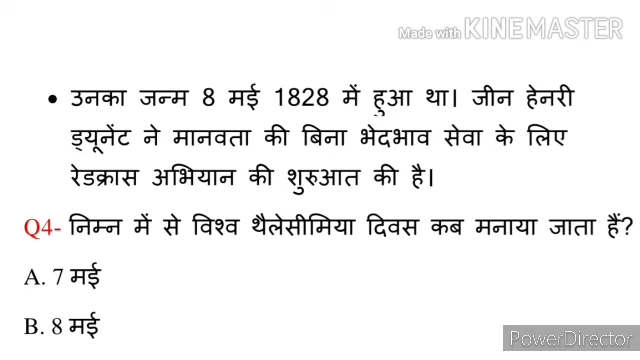 Made with KINEMASTER
• उनका जन्म 8 मई 1828 में हुआ था। जीन हेनरी
ड्यूनेंट ने मानवता की बिना भेदभाव सेवा के लिए
रेडक्रास अभियान की शुरुआत की है।
Q4- निम्न में से विश्व थैलेसीमिया दिवस कब मनाया जाता हैं?
A. 7 मई
B. 8 मई
PowerDirector